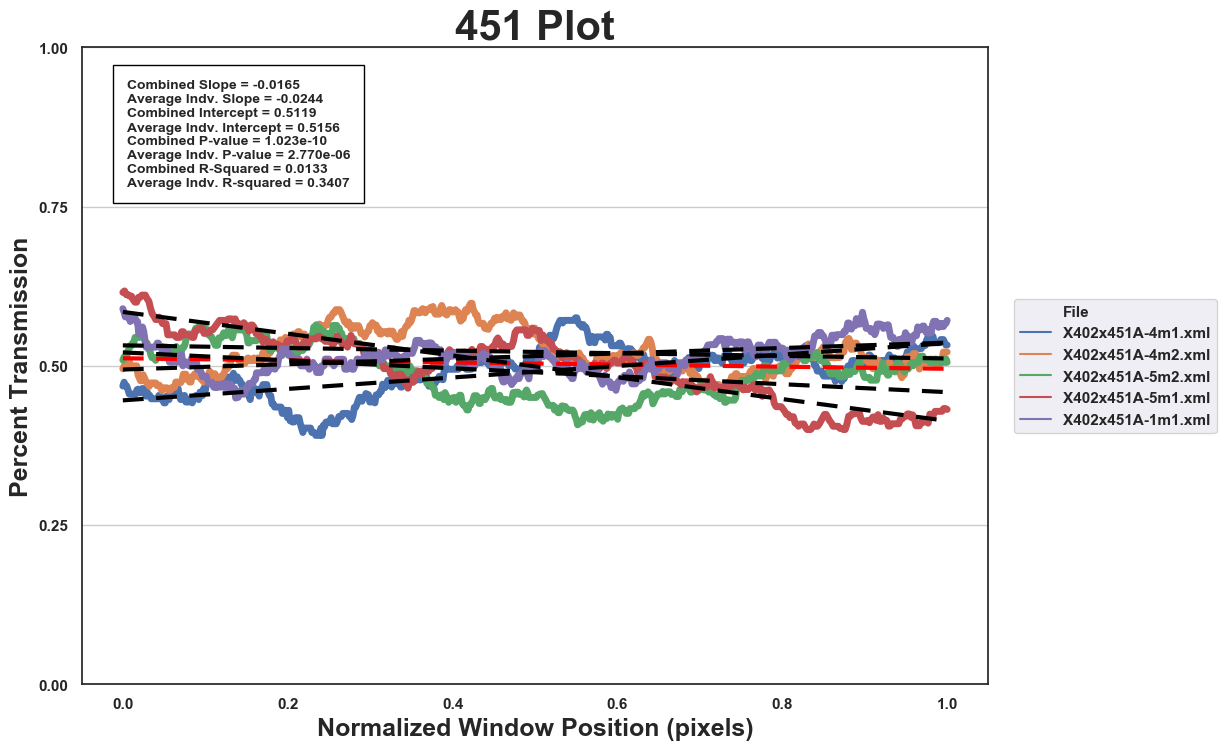 451 Plot
1.00
Combined Slope = -0.0165
Average Indv. Slope = -0.0244
Combined Intercept = 0.5119
Average Indv. Intercept = 0.5156
Combined P-value = 1.023e-10
Average Indv. P-value = 2.770e-06
Combined R-Squared = 0.0133
Average Indv. R-squared = 0.3407
0.75
0.50
0.25
0.00
Percent Transmission
0.0 0.2 0.4 0.6 0.8 1.0
Normalized Window Position (pixels)
File
X402x451A-4m1.xml
X402x451A-4m2.xml
X402x451A-5m2.xml
X402x451A-5m1.xml
X402x451A-1m1.xml